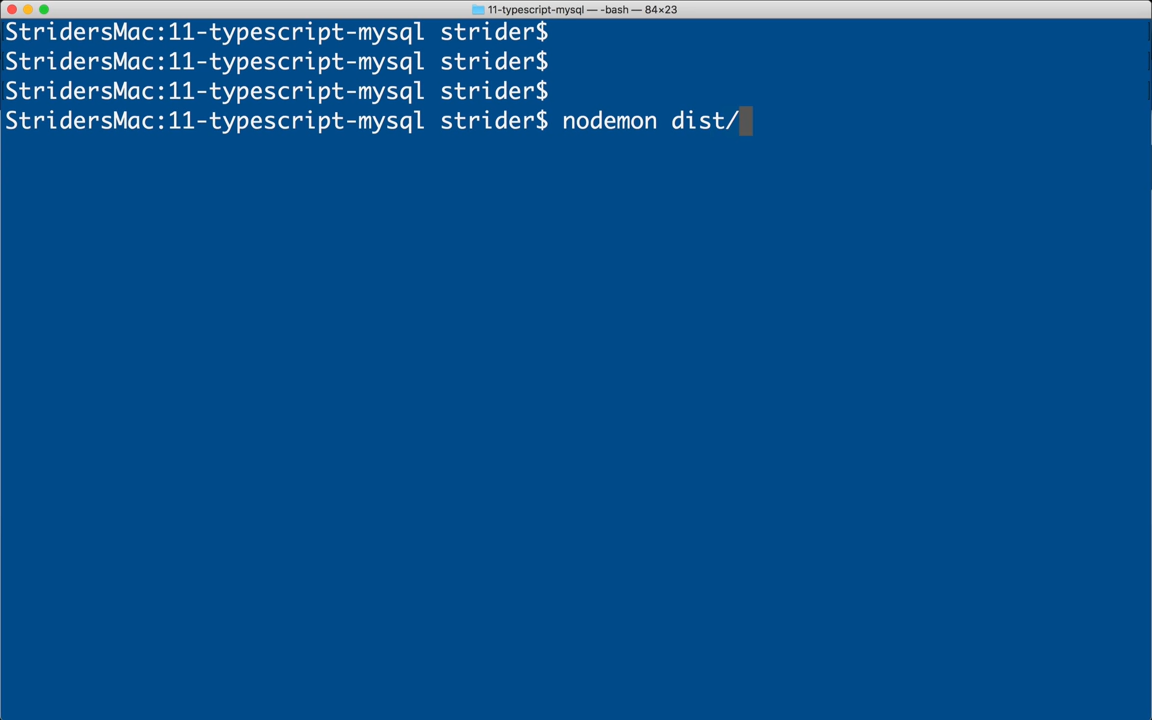 11-typescript-mysql — -bash — 84×23
StridersMac:11-typescript-mysql strider$
StridersMac:11-typescript-mysql strider$
StridersMac:11-typescript-mysql strider$
StridersMac:11-typescript-mysql strider$ nodemon dist/